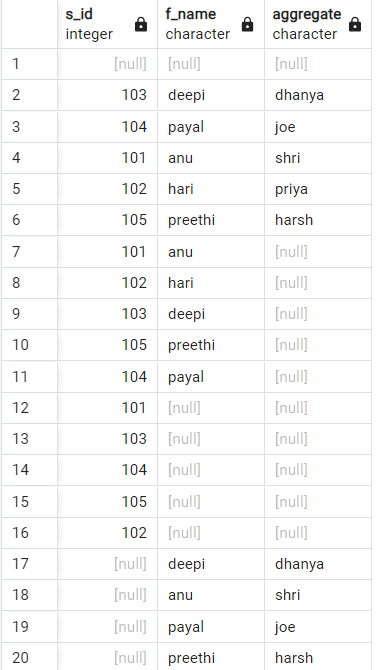 s_id f_name aggregate
integer character character
1 [null] [null] [null]
2 103 deepi dhanya
3 104 payal joe
4 101 anu shri
5 102 hari priya
6 105 preethi harsh
7 101 anu [null]
8 102 hari [null]
9 103 deepi [null]
10 105 preethi [null]
11 104 payal [null]
12 101 [null] [null]
13 103 [null] [null]
14 104 [null] [null]
15 105 [null] [null]
16 102 [null] [null]
17 [null] deepi dhanya
18 [null] anu shri
19 [null] payal joe
20 [null] preethi harsh